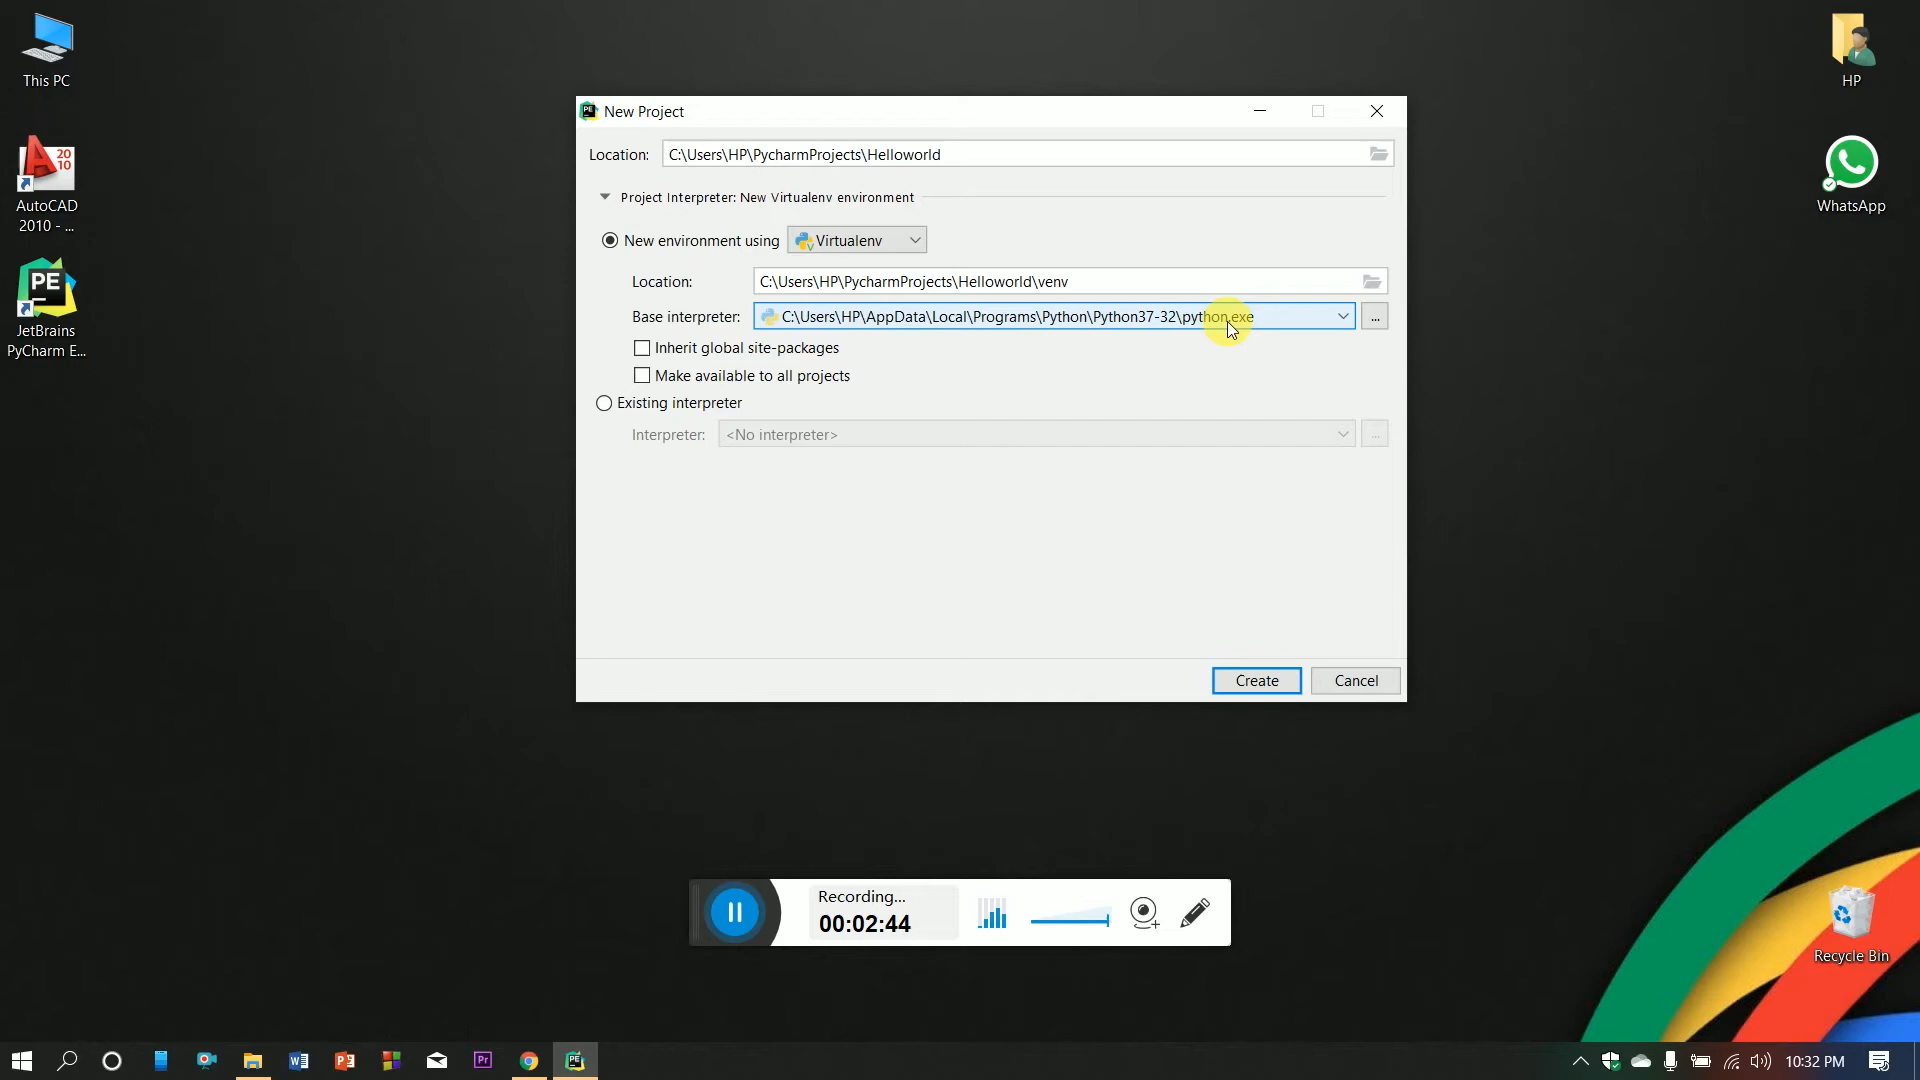 This PC
AutoCAD
2010 - ...
JetBrains
PyCharm E...
HP
WhatsApp
Recycle Bin
New Project
Location: C:\Users\HP\PycharmProjects\Helloworld
Project Interpreter: New Virtualenv environment
New environment using Virtualenv
Location: C:\Users\HP\PycharmProjects\Helloworld\venv
Base interpreter: C:\Users\HP\AppData\Local\Programs\Python\Python37-32\python.exe ...
Inherit global site-packages
Make available to all projects
Existing interpreter
Interpreter: <No interpreter> ...
Create Cancel
Recording...
00:02:44
10:32 PM